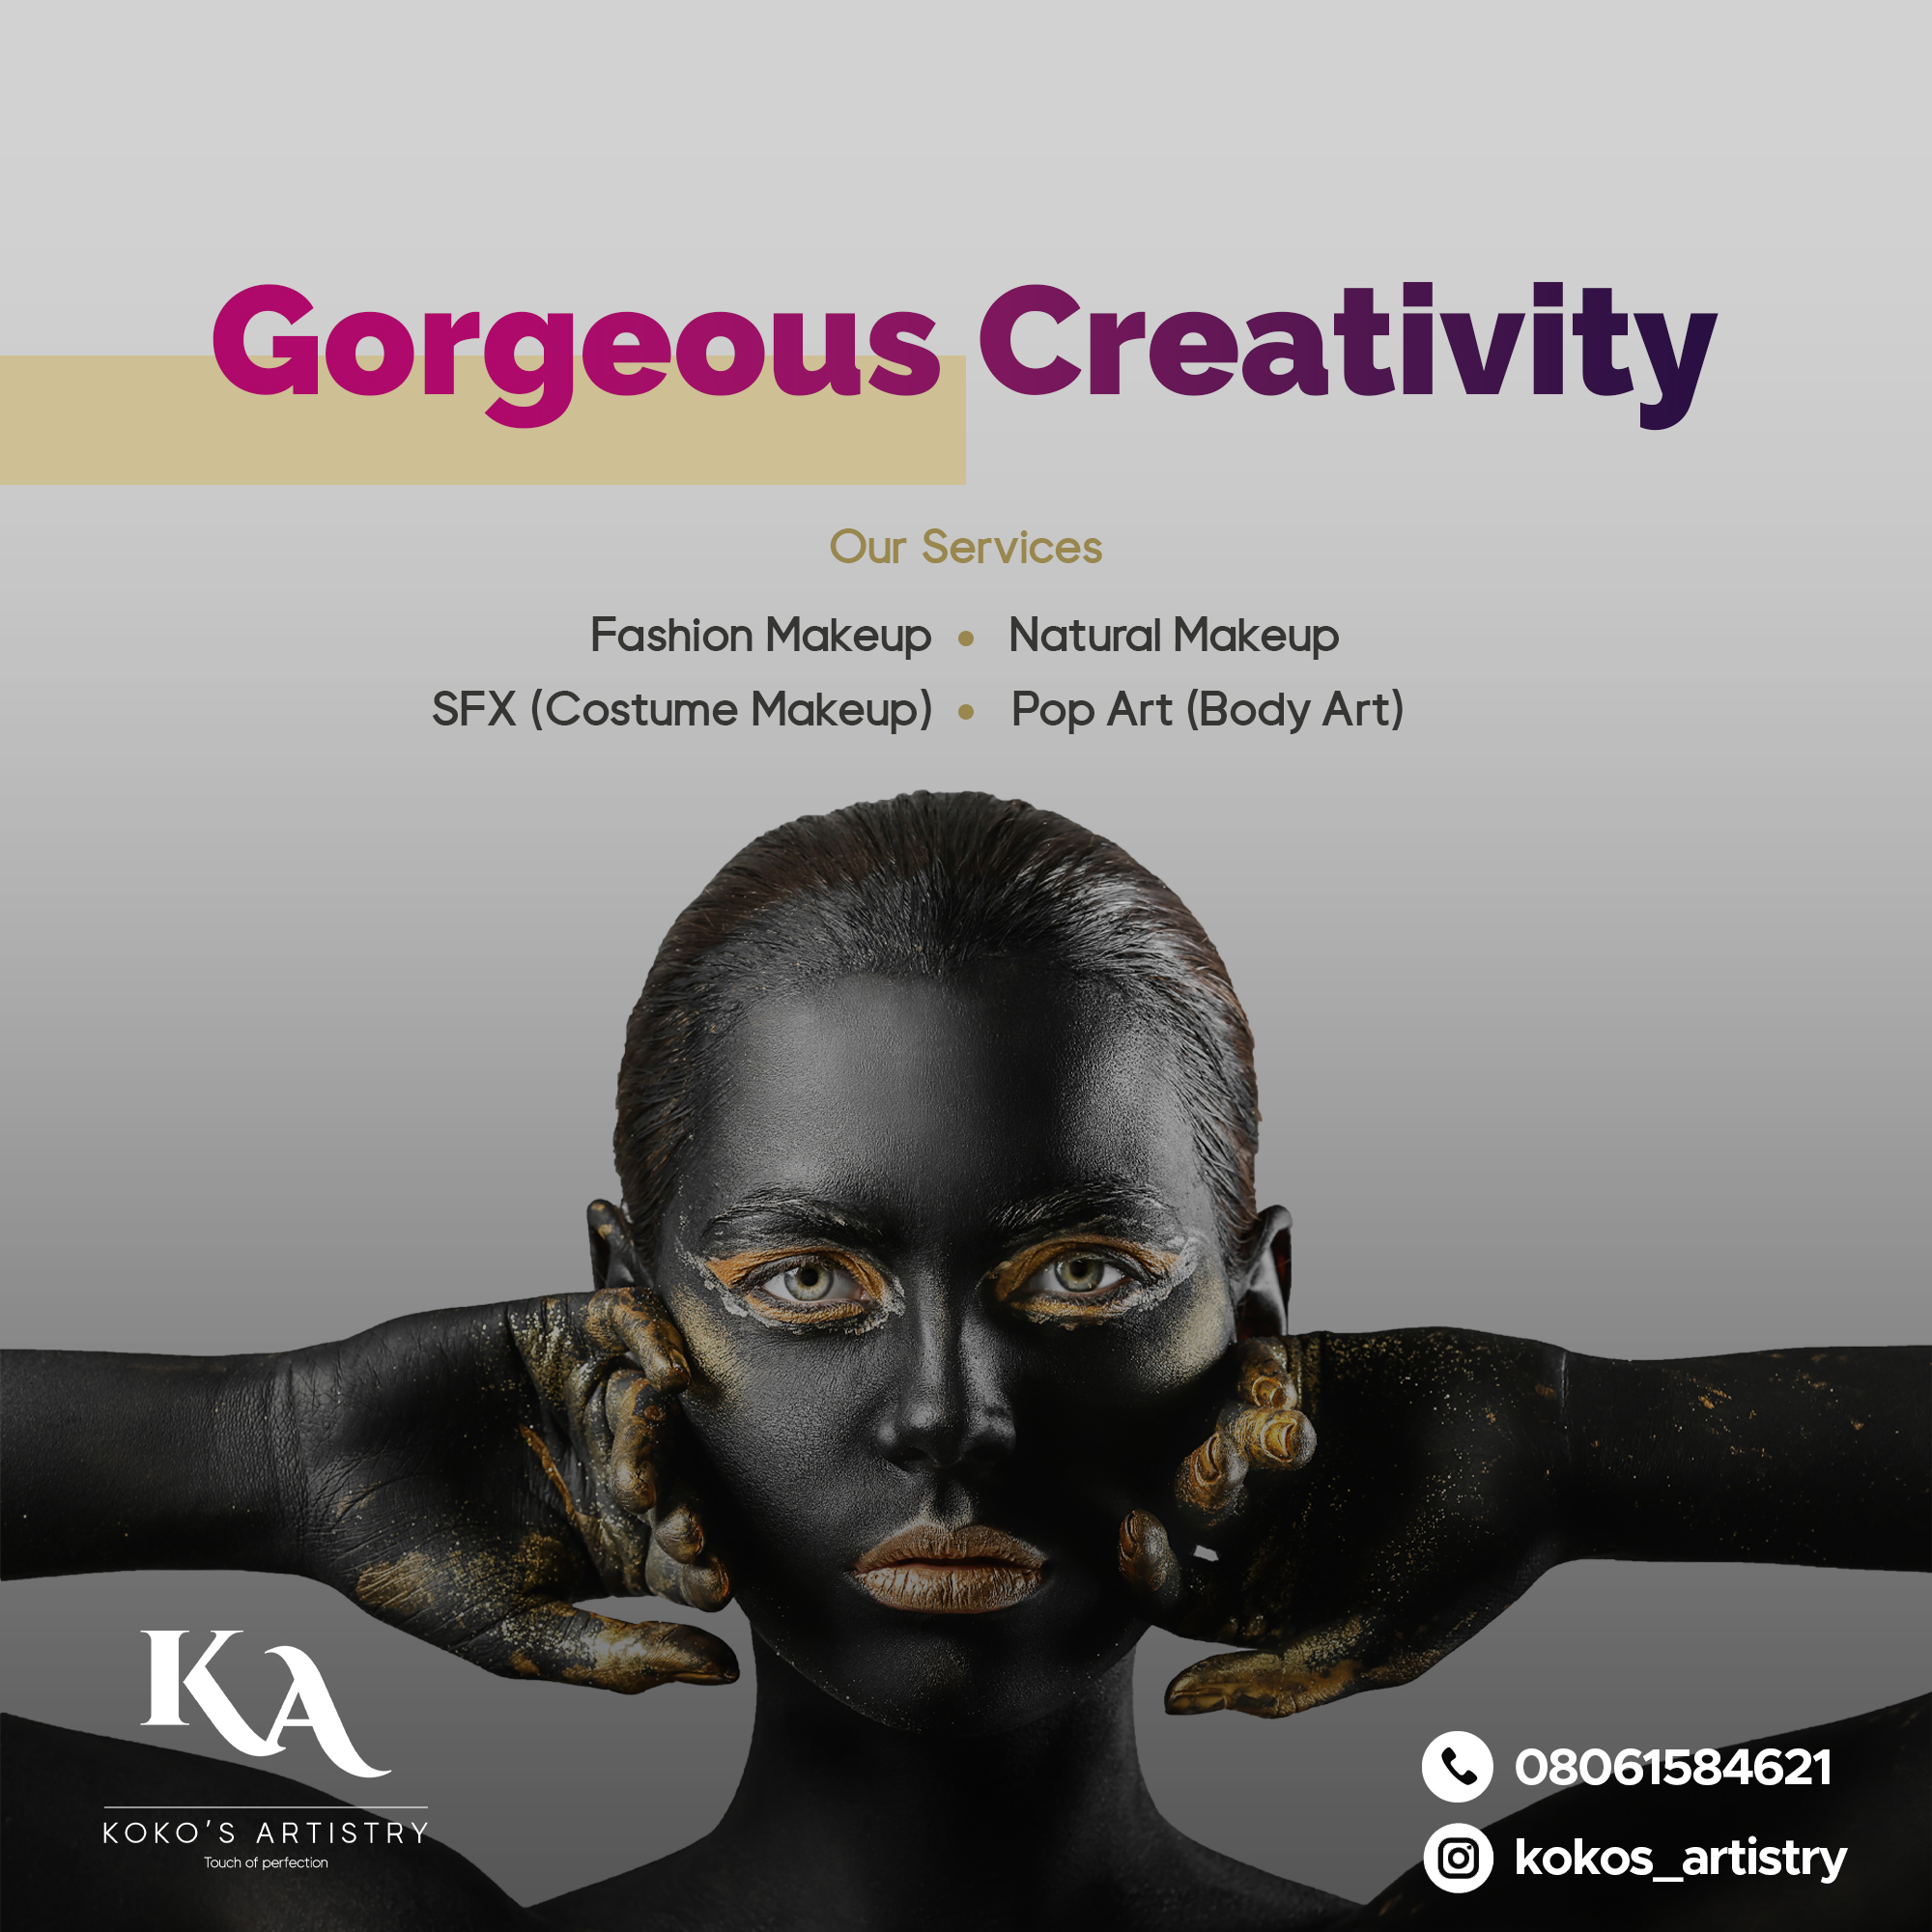 Gorgeous Creativity
Our Services
Fashion Makeup • Natural Makeup
SFX (Costume Makeup) • Pop Art (Body Art)
KA
KOKO'S ARTISTRY
Touch of perfection
08061584621
kokos_artistry